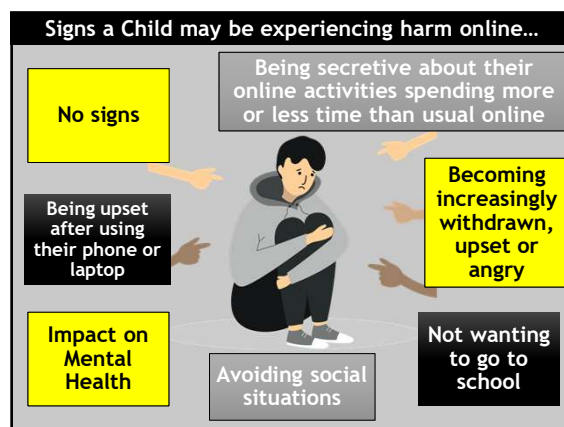 Signs a Child may be experiencing harm online…
No signs
Being secretive about their
online activities spending more
or less time than usual online
Being upset
after using
their phone or
laptop
Becoming
increasingly
withdrawn,
upset or
angry
Impact on
Mental
Health
Avoiding social
situations
Not wanting
to go to
school